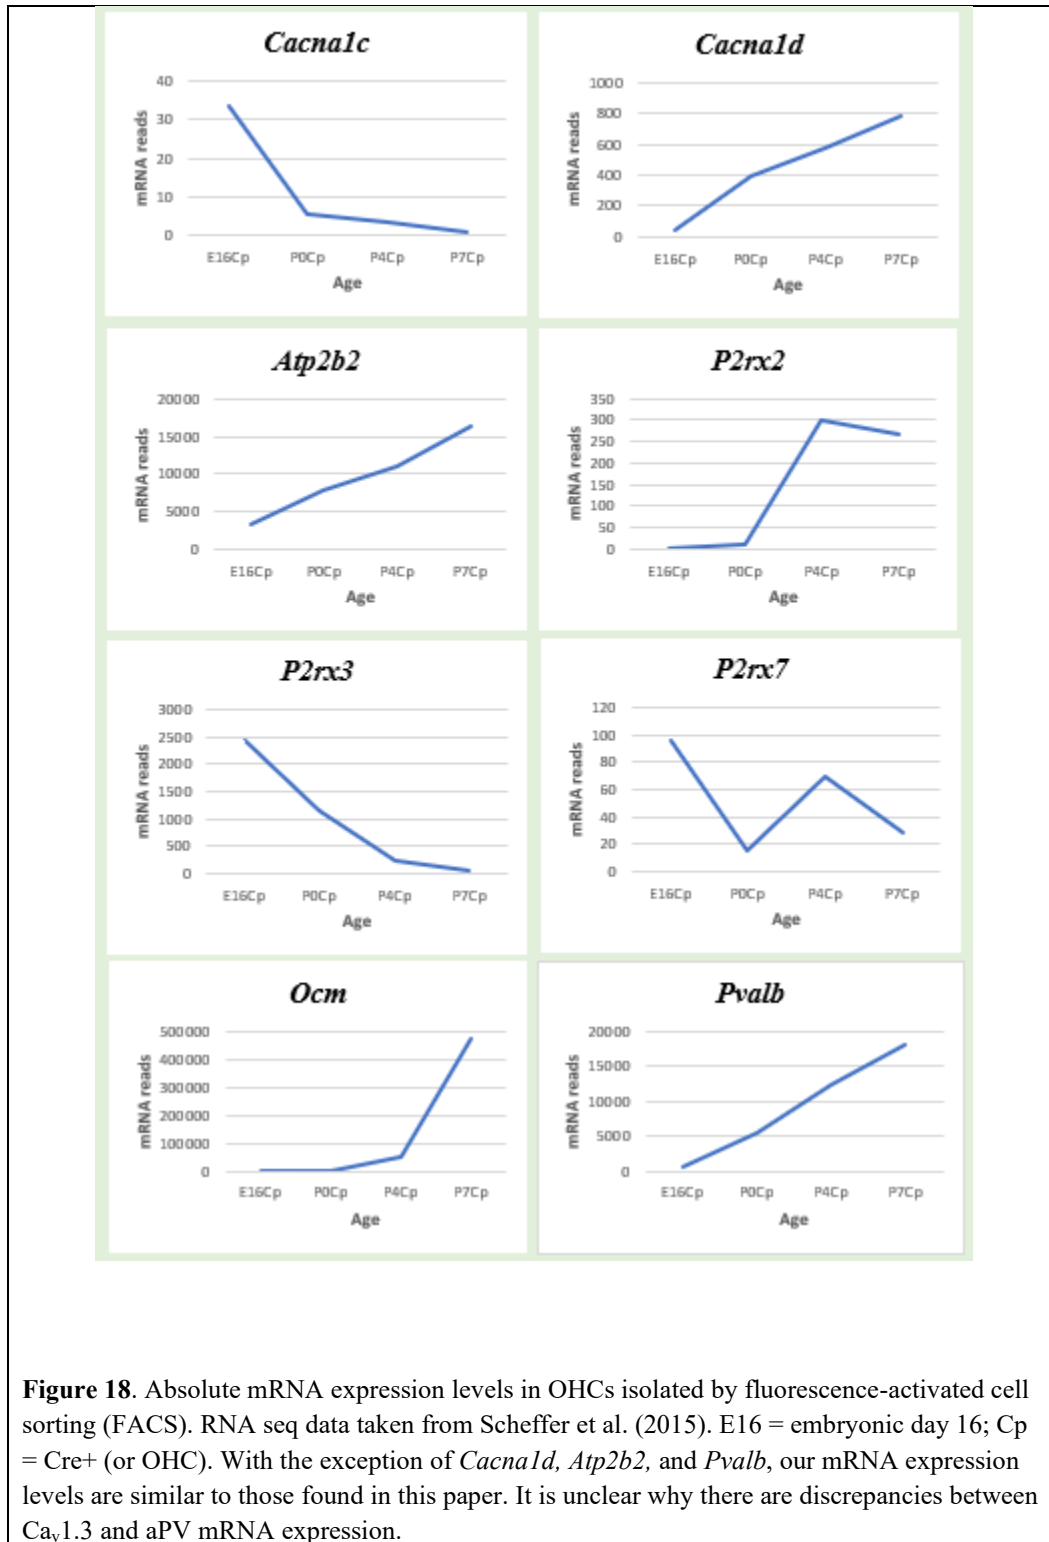 Cacna1c
40
30
20
10
0
mRNA reads
E16Cp P0Cp P4Cp P7Cp
Age
Cacna1d
1000
800
600
400
200
0
mRNA reads
E16Cp P0Cp P4Cp P7Cp
Age
Atp2b2
20000
15000
10000
5000
0
mRNA reads
E16Cp P0Cp P4Cp P7Cp
Age
P2rx2
350
300
250
200
150
100
50
0
mRNA reads
E16Cp P0Cp P4Cp P7Cp
Age
P2rx3
3000
2500
2000
1500
1000
500
0
mRNA reads
E16Cp P0Cp P4Cp P7Cp
Age
P2rx7
120
100
80
60
40
20
0
mRNA reads
E16Cp P0Cp P4Cp P7Cp
Age
Ocm
500000
400000
300000
200000
100000
0
mRNA reads
E16Cp P0Cp P4Cp P7Cp
Age
Pvalb
20000
15000
10000
5000
0
mRNA reads
E16Cp P0Cp P4Cp P7Cp
Age
Figure 18. Absolute mRNA expression levels in OHCs isolated by fluorescence-activated cell
sorting (FACS). RNA seq data taken from Scheffer et al. (2015). E16 = embryonic day 16; Cp
= Cre+ (or OHC). With the exception of Cacna1d, Atp2b2, and Pvalb, our mRNA expression
levels are similar to those found in this paper. It is unclear why there are discrepancies between
Cav1.3 and aPV mRNA expression.